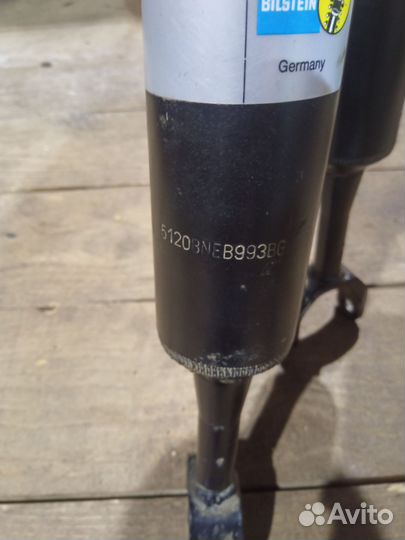 BILSTEIN
Germany
5120BNEB993BG
Avito